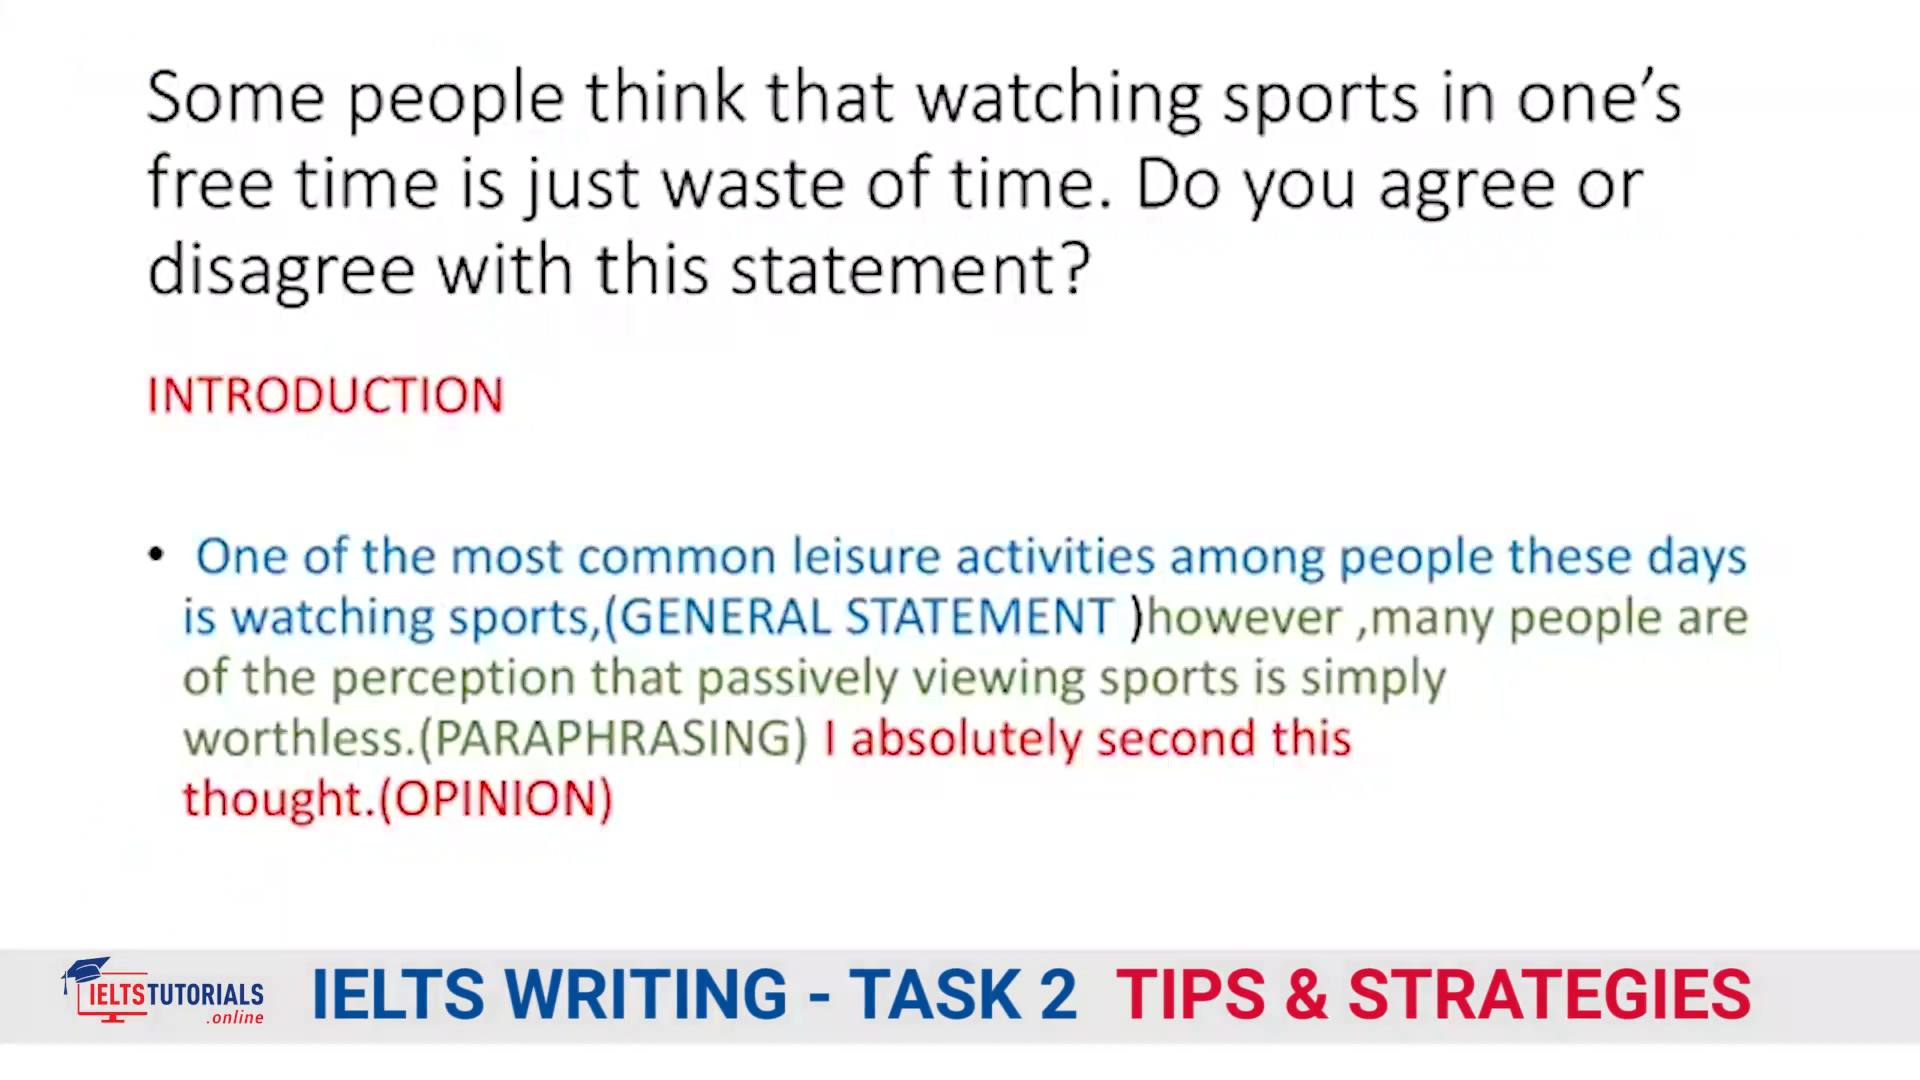 Some people think that watching sports in one’s
free time is just waste of time. Do you agree or
disagree with this statement?
INTRODUCTION
• One of the most common leisure activities among people these days
is watching sports,(GENERAL STATEMENT )however ,many people are
of the perception that passively viewing sports is simply
worthless.(PARAPHRASING) I absolutely second this
thought.(OPINION)
IELTSTUTORIALS
.online
IELTS WRITING - TASK 2 TIPS & STRATEGIES